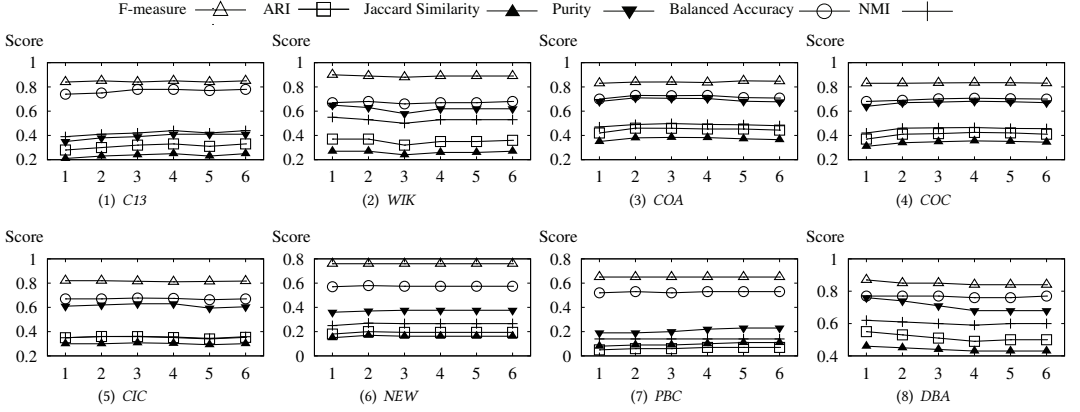 F-measure ARI Jaccard Similarity Purity Balanced Accuracy NMI
Score Score Score Score
1 1 1 1
0.8 0.8 0.8 0.8
0.6 0.6 0.6 0.6
0.4 0.4 0.4 0.4
0.2 0.2 0.2 0.2
1 2 3 4 5 6 1 2 3 4 5 6 1 2 3 4 5 6 1 2 3 4 5 6
(1) C13 (2) WIK (3) COA (4) COC
Score Score Score Score
1 0.8 0.8 1
0.8 0.6 0.6 0.8
0.6 0.4 0.4 0.6
0.4 0.2 0.2
0.2 0 0 0.4
1 2 3 4 5 6 1 2 3 4 5 6 1 2 3 4 5 6 1 2 3 4 5 6
(5) CIC (6) NEW (7) PBC (8) DBA